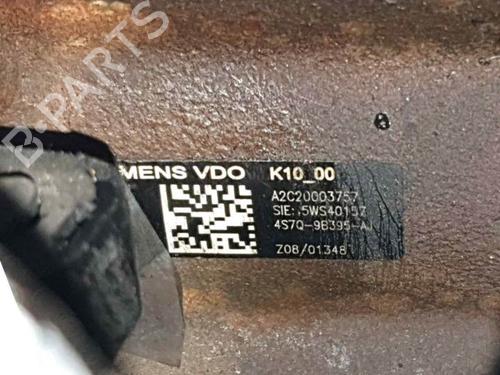 MENS VDO K10_00
A2C20003757
SIE: 5WS40157
4S7Q-9B395-AJ
Z08/01348
B-PARTS